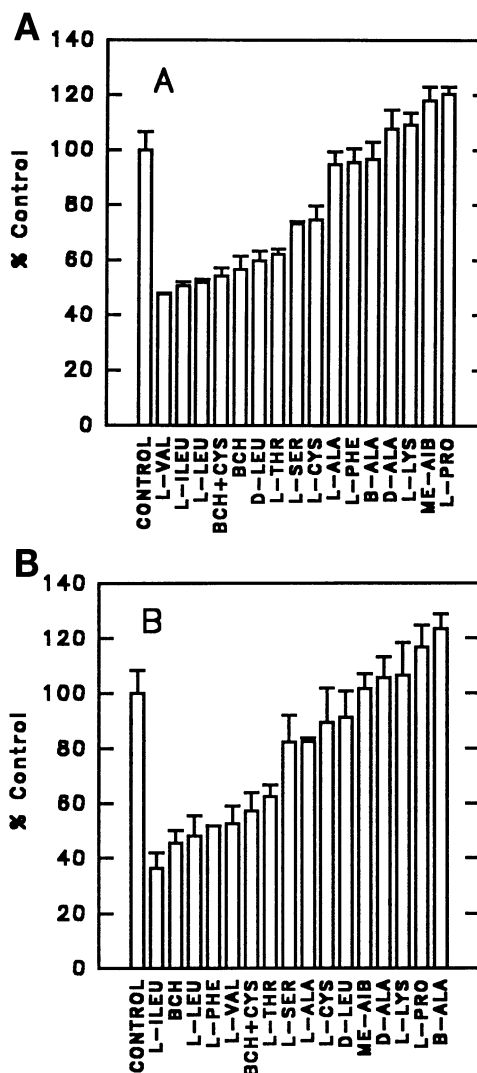 A
A
140
120
100
80
60
40
20
0
% Control
CONTROL
L-VAL
L-ILEU
L-LEU
BCH+CYS
BCH
D-LEU
L-THR
L-SER
L-CYS
L-ALA
L-PHE
B-ALA
D-ALA
L-LYS
ME-AIB
L-PRO
B
B
140
120
100
80
60
40
20
0
% Control
CONTROL
L-ILEU
BCH
L-LEU
L-PHE
L-VAL
BCH+CYS
L-THR
L-SER
L-ALA
L-CYS
D-LEU
ME-AIB
D-ALA
L-LYS
L-PRO
B-ALA